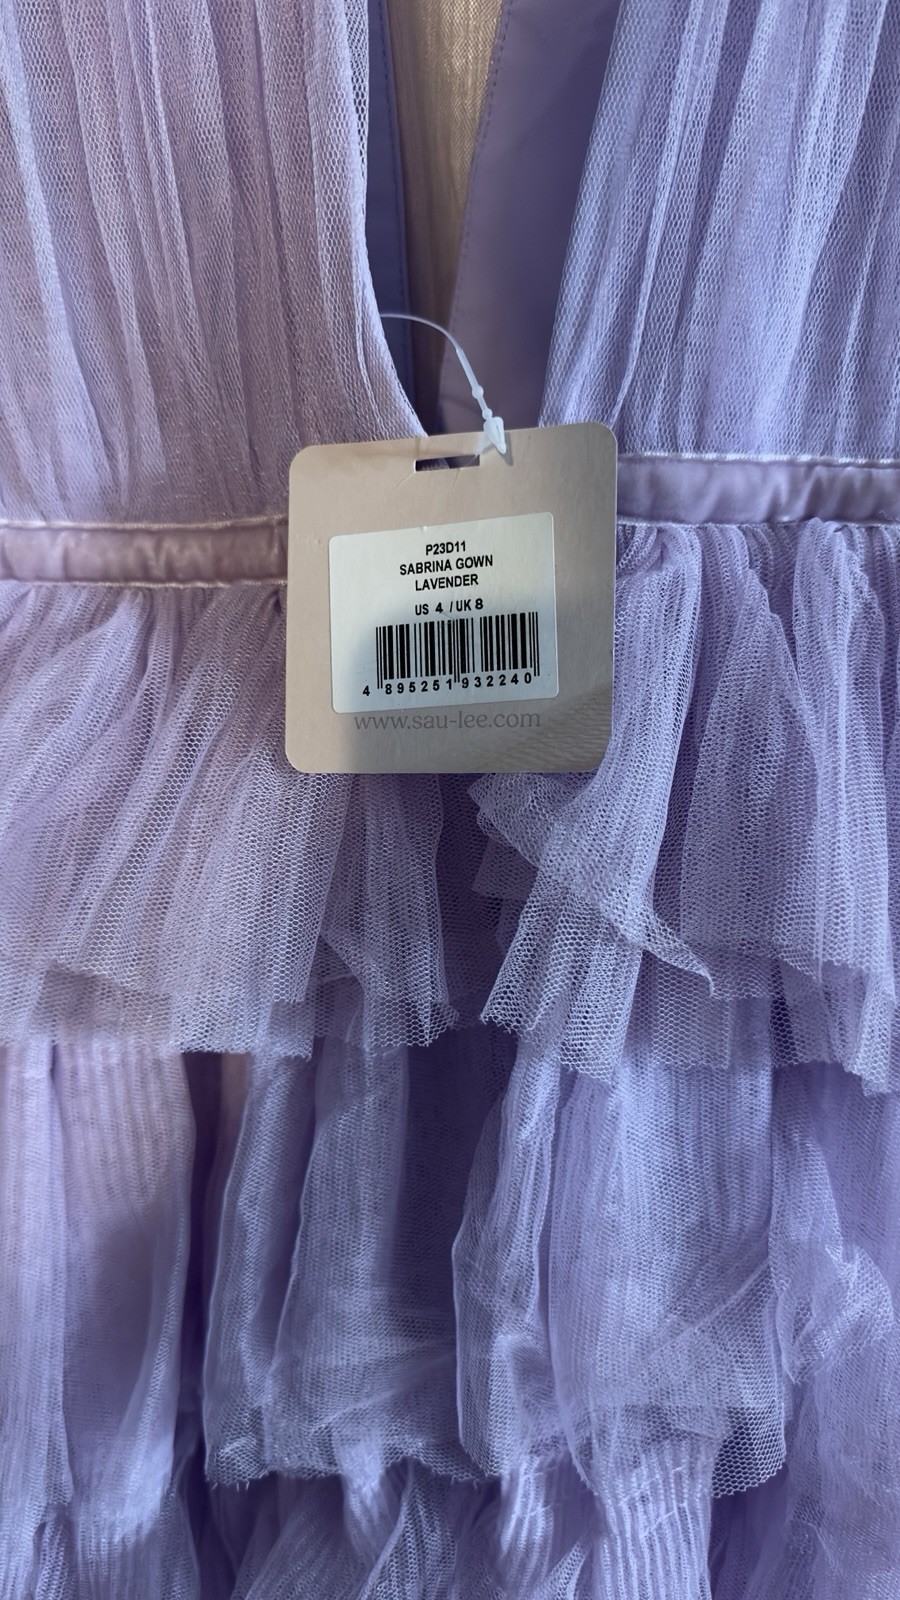 P23D11
SABRINA GOWN
LAVENDER
US 4 / UK 8
4 895251 932240
www.sau-lee.com